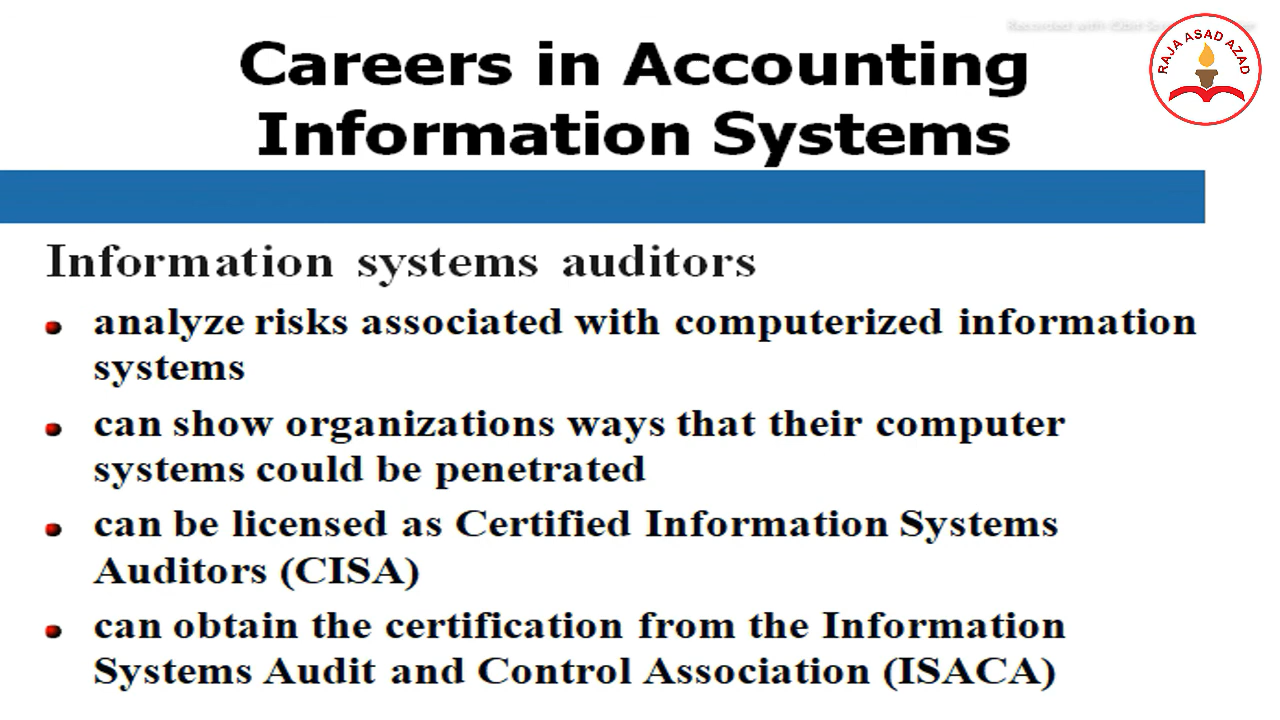 Careers in Accounting
Information Systems
RAJA ASAD AZAD
Information systems auditors
analyze risks associated with computerized information
systems
can show organizations ways that their computer
systems could be penetrated
can be licensed as Certified Information Systems
Auditors (CISA)
can obtain the certification from the Information
Systems Audit and Control Association (ISACA)